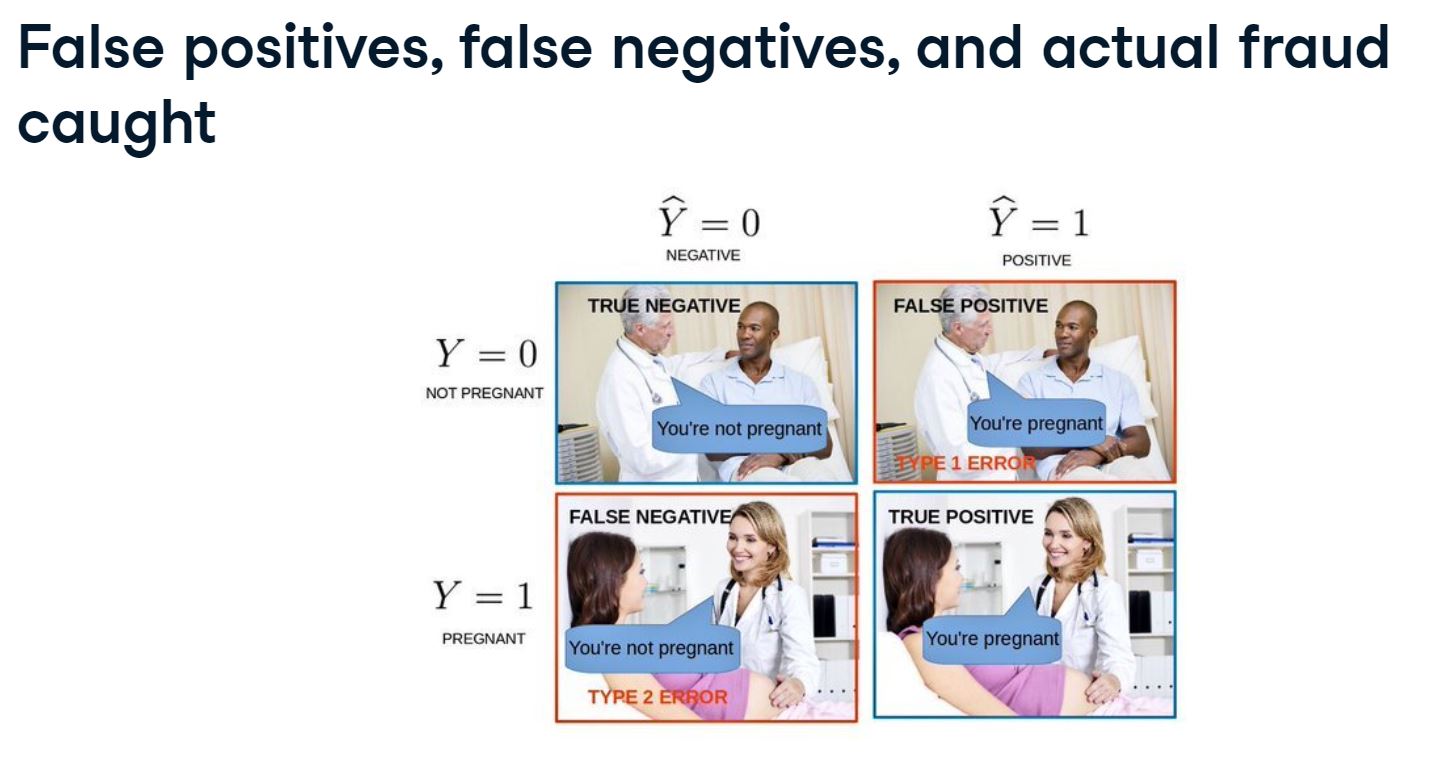 False positives, false negatives, and actual fraud
caught
Ŷ = 0
NEGATIVE
Ŷ = 1
POSITIVE
Y = 0
NOT PREGNANT
TRUE NEGATIVE
You're not pregnant
FALSE POSITIVE
You're pregnant
TYPE 1 ERROR
Y = 1
PREGNANT
FALSE NEGATIVE
You're not pregnant
TYPE 2 ERROR
TRUE POSITIVE
You're pregnant